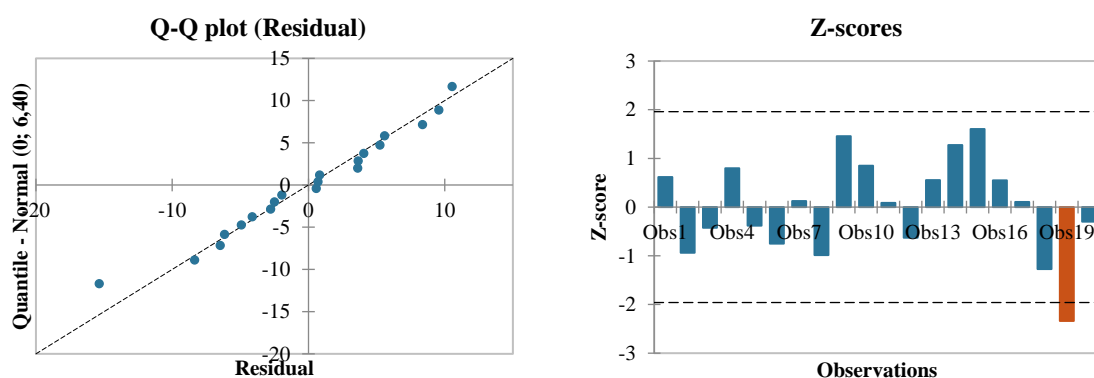 Q-Q plot (Residual)
15
10
5
0
-5
-10
-15
-20
-20
-10
0
10
Quantile - Normal (0; 6,40)
Residual
Z-scores
3
2
1
0
-1
-2
-3
Z-score
Obs1
Obs4
Obs7
Obs10
Obs13
Obs16
Obs19
Observations